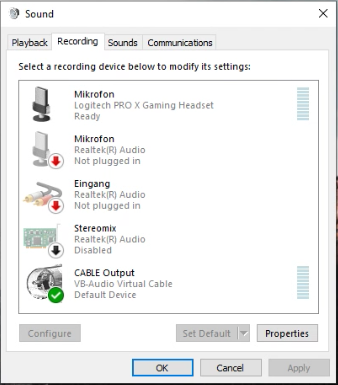 Sound
Playback Recording Sounds Communications
Select a recording device below to modify its settings:
Mikrofon
Logitech PRO X Gaming Headset
Ready
Mikrofon
Realtek(R) Audio
Not plugged in
Eingang
Realtek(R) Audio
Not plugged in
Stereomix
Realtek(R) Audio
Disabled
CABLE Output
VB-Audio Virtual Cable
Default Device
Configure Set Default Properties
OK Cancel Apply